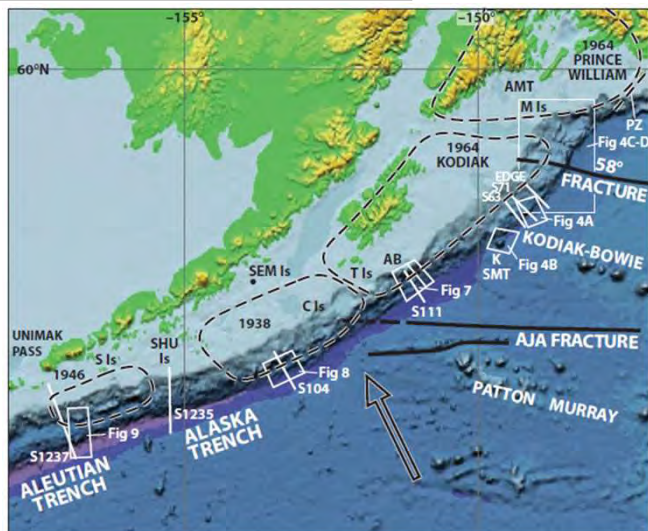 –155°
–150°
60°N
1964
PRINCE
WILLIAM
AMT
M Is
PZ
Fig 4C-D
1964
KODIAK
58°
EDGE
S71
S63
FRACTURE
Fig 4A
KODIAK-BOWIE
K
SMT
Fig 4B
SEM Is
T Is
AB
Fig 7
S111
1938
C Is
AJA FRACTURE
UNIMAK
PASS
S Is
SHU
Is
1946
Fig 8
S104
PATTON MURRAY
S1235
ALASKA
TRENCH
Fig 9
S1237
ALEUTIAN
TRENCH